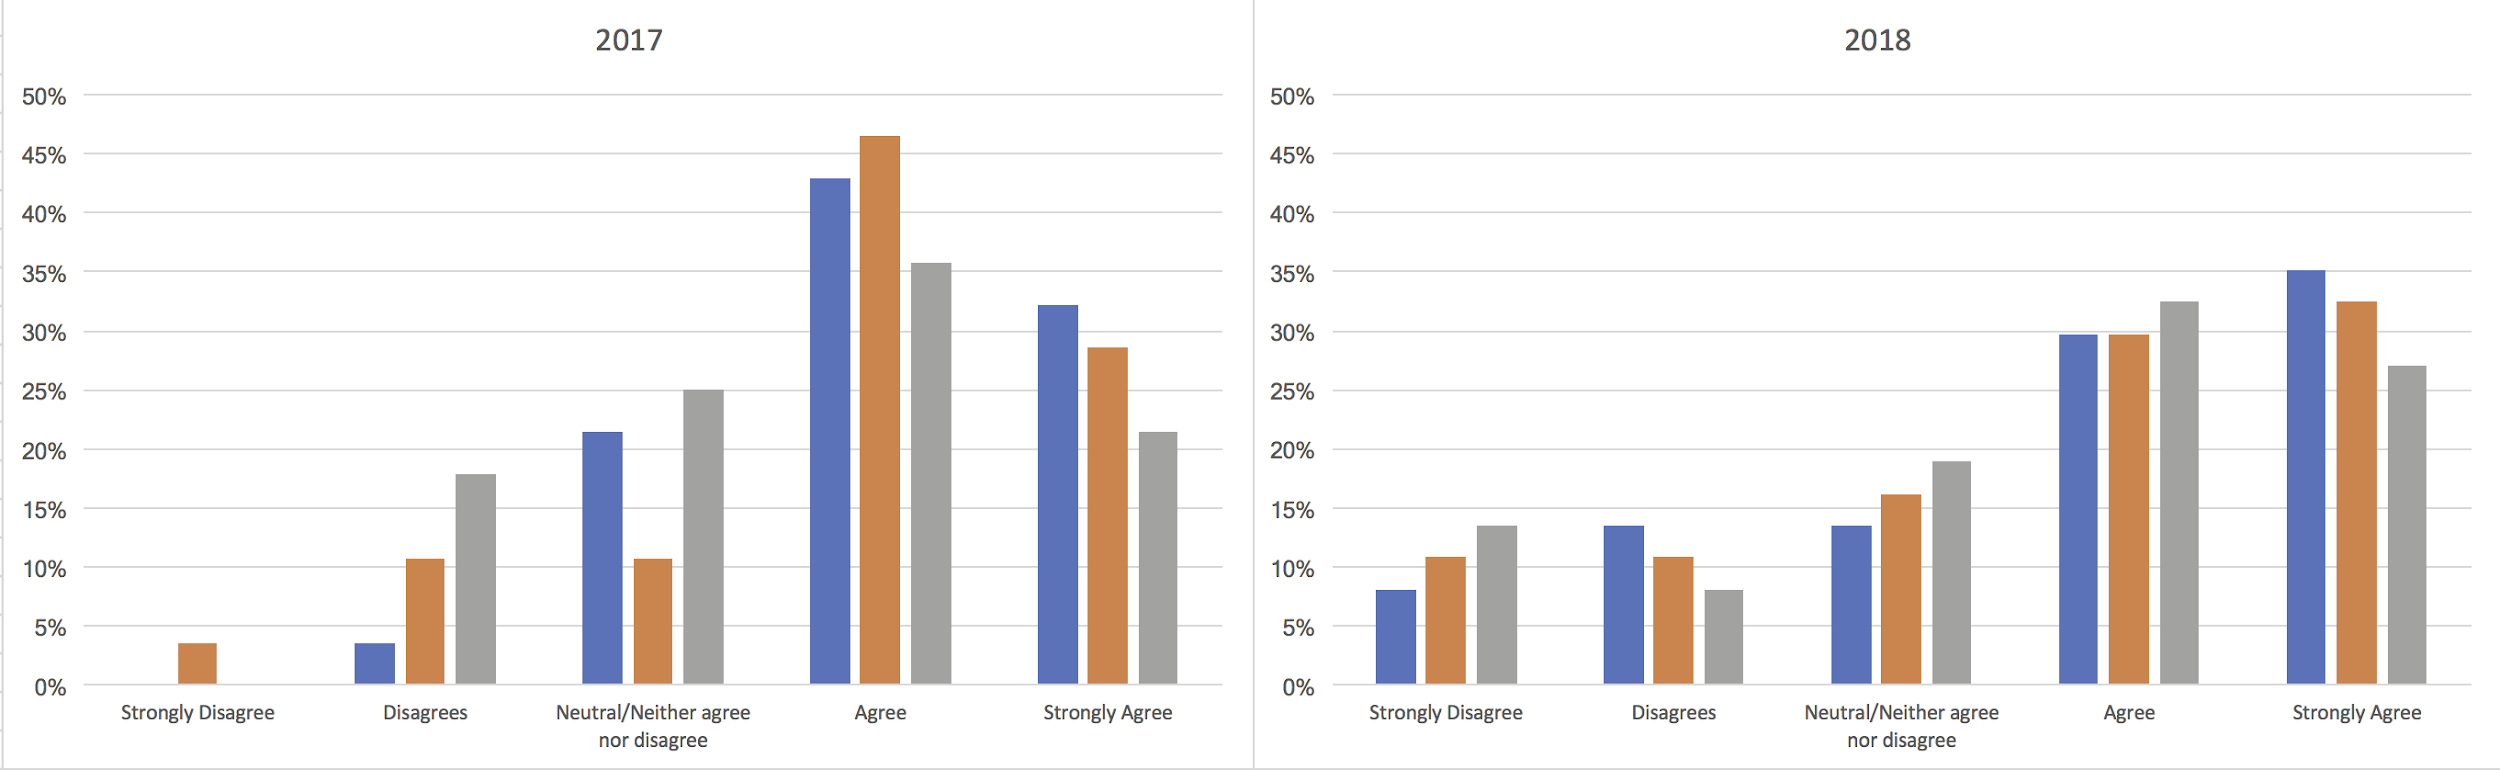 2017
50%
45%
40%
35%
30%
25%
20%
15%
10%
5%
0%
Strongly Disagree
Disagrees
Neutral/Neither agree
nor disagree
Agree
Strongly Agree
2018
50%
45%
40%
35%
30%
25%
20%
15%
10%
5%
0%
Strongly Disagree
Disagrees
Neutral/Neither agree
nor disagree
Agree
Strongly Agree